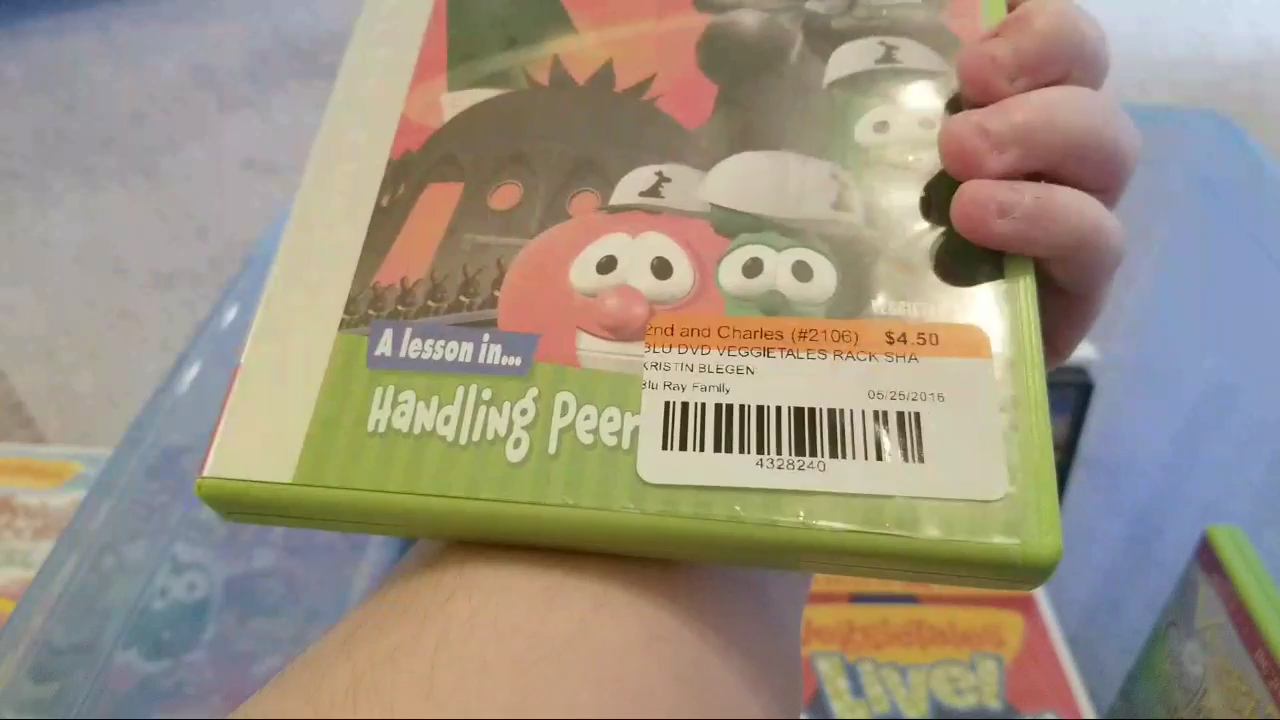 A lesson in...
Handling Peer
2nd and Charles (#2106) $4.50
BLU DVD VEGGIETALES RACK SHA
KRISTIN BLEGEN
Blu Ray Family
05/25/2016
4328240
Live!